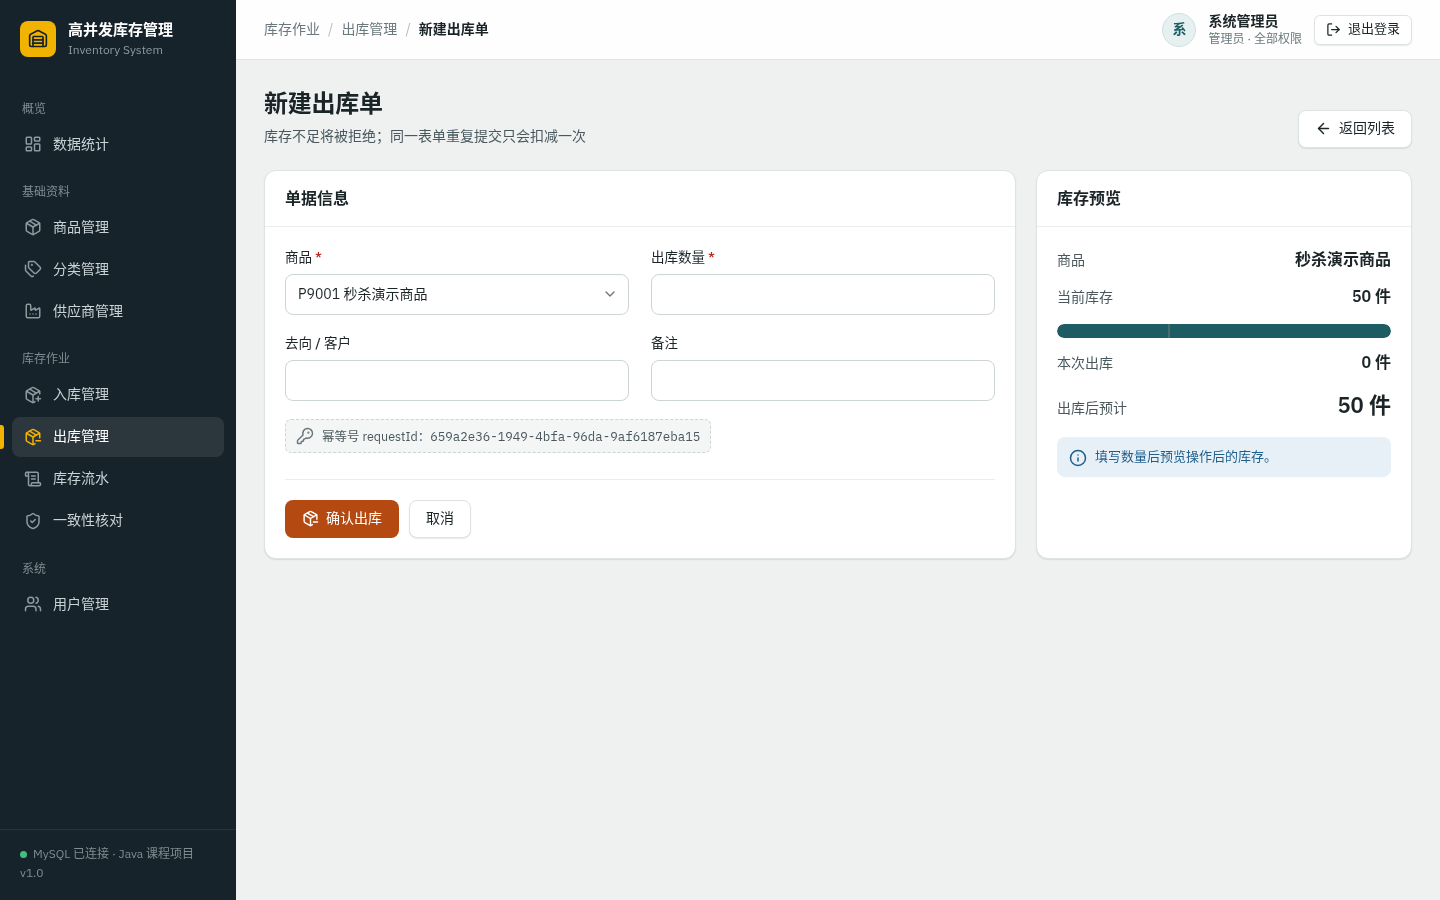 高并发库存管理
Inventory System
概览
数据统计
基础资料
商品管理
分类管理
供应商管理
库存作业
入库管理
出库管理
库存流水
一致性核对
系统
用户管理
MySQL 已连接 · Java 课程项目
v1.0
库存作业 / 出库管理 / 新建出库单
系
系统管理员
管理员 · 全部权限
退出登录
新建出库单
库存不足将被拒绝；同一表单重复提交只会扣减一次
返回列表
单据信息
商品 *
出库数量 *
P9001 秒杀演示商品
去向 / 客户
备注
幂等号 requestId：659a2e36-1949-4bfa-96da-9af6187eba15
确认出库
取消
库存预览
商品
秒杀演示商品
当前库存
50 件
本次出库
0 件
出库后预计
50 件
填写数量后预览操作后的库存。